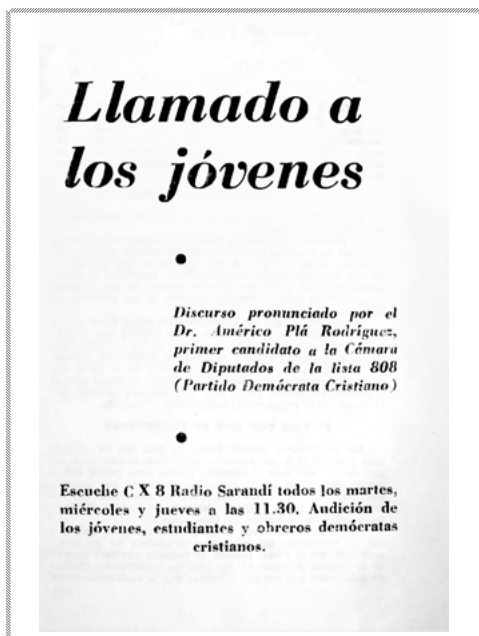 Llamado a
los jóvenes
•
Discurso pronunciado por el
Dr. Américo Plá Rodríguez,
primer candidato a la Cámara
de Diputados de la lista 808
(Partido Demócrata Cristiano)
•
Escuche C X 8 Radio Sarandí todos los martes,
miércoles y jueves a las 11.30. Audición de
los jóvenes, estudiantes y obreros demócratas
cristianos.